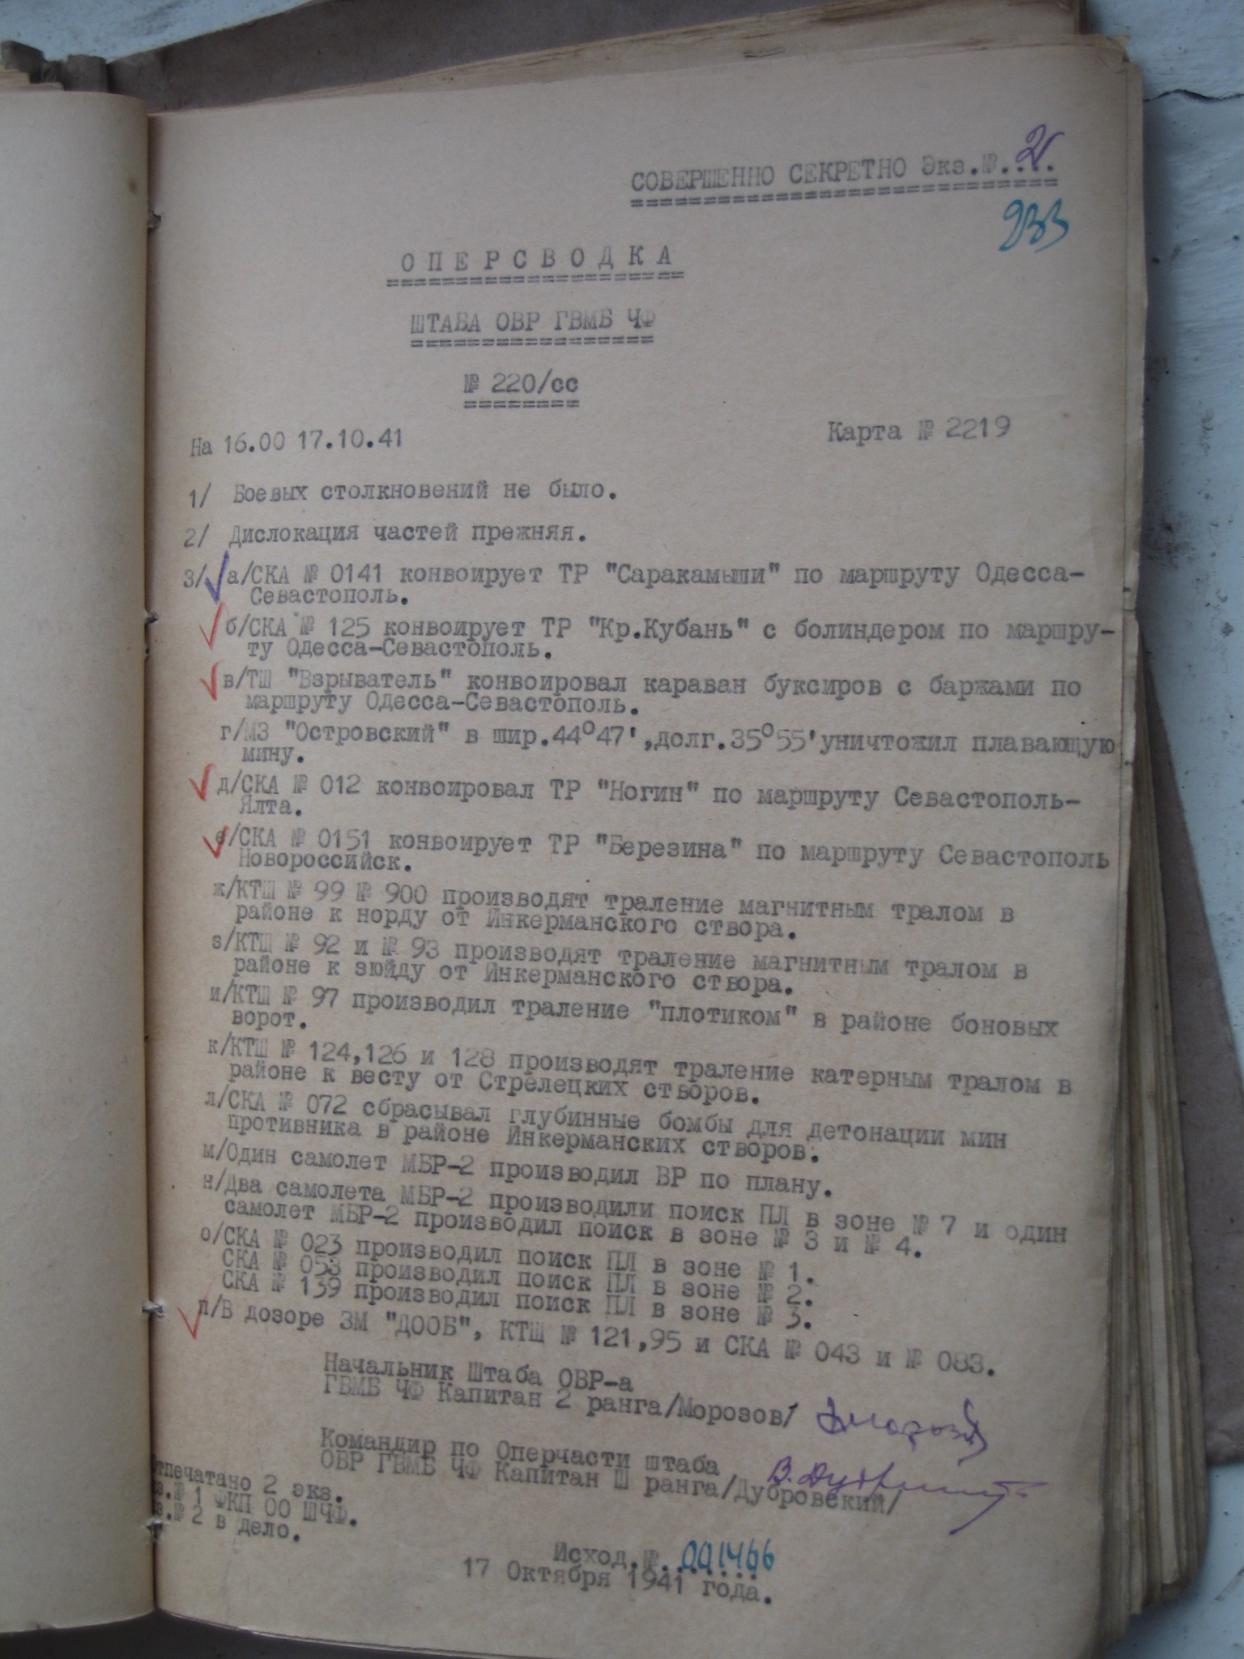 СОВЕРШЕННО СЕКРЕТНО Экз.№.2.
233
О П Е Р С В О Д К А
ШТАБА ОВР ГВМБ ЧФ
№ 220/сс
На 16.00 17.10.41 Карта № 2219
1/ Боевых столкновений не было.
2/ Дислокация частей прежняя.
3/ а/СКА № 0141 конвоирует ТР "Саракамыши" по маршруту Одесса-
Севастополь.
б/СКА № 125 конвоирует ТР "Кр.Кубань" с болиндером по маршру-
ту Одесса-Севастополь.
в/ТЩ "Взрыватель" конвоировал караван буксиров с баржами по
маршруту Одесса-Севастополь.
г/МЗ "Островский" в шир.44°47',долг.35°55'уничтожил плавающую
мину.
д/СКА № 012 конвоировал ТР "Ногин" по маршруту Севастополь-
Ялта.
е/СКА № 0151 конвоирует ТР "Березина" по маршруту Севастополь
Новороссийск.
ж/КТЩ № 99 № 900 производят траление магнитным тралом в
районе к норду от Инкерманского створа.
з/КТЩ № 92 и № 93 производят траление магнитным тралом в
районе к зюйду от Инкерманского створа.
и/КТЩ № 97 производил траление "плотиком" в районе боновых
ворот.
к/КТЩ № 124,126 и 128 производят траление катерным тралом в
районе к весту от Стрелецких створов.
л/СКА № 072 сбрасывал глубинные бомбы для детонации мин
противника в районе Инкерманских створов.
м/Один самолет МБР-2 производил ВР по плану.
н/Два самолета МБР-2 производили поиск ПЛ в зоне № 7 и один
самолет МБР-2 производил поиск в зоне № 3 и № 4.
о/СКА № 023 производил поиск ПЛ в зоне № 1.
СКА № 053 производил поиск ПЛ в зоне № 2.
СКА № 139 производил поиск ПЛ в зоне № 3.
п/В дозоре ЗМ "ДООБ", КТЩ № 121,95 и СКА № 043 и № 083.
Начальник Штаба ОВР-а
ГВМБ ЧФ Капитан 2 ранга/Морозов/
Командир по Оперчасти штаба
ОВР ГВМБ ЧФ Капитан Ш ранга/Дубровский/
тпечатано 2 экз.
з.№ 1 ФКП ОО ШЧФ.
з.№ 2 в дело.
Исход.№.001466
17 Октября 1941 года.